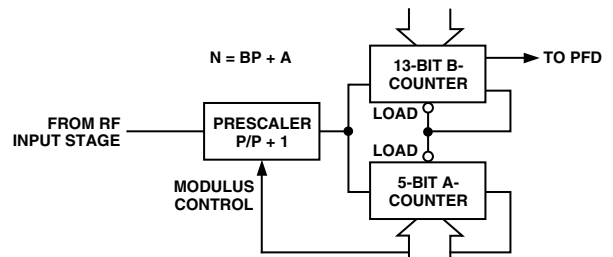 N = BP + A
13-BIT B-
COUNTER
TO PFD
LOAD
FROM RF
INPUT STAGE
PRESCALER
P/P + 1
LOAD
MODULUS
CONTROL
5-BIT A-
COUNTER